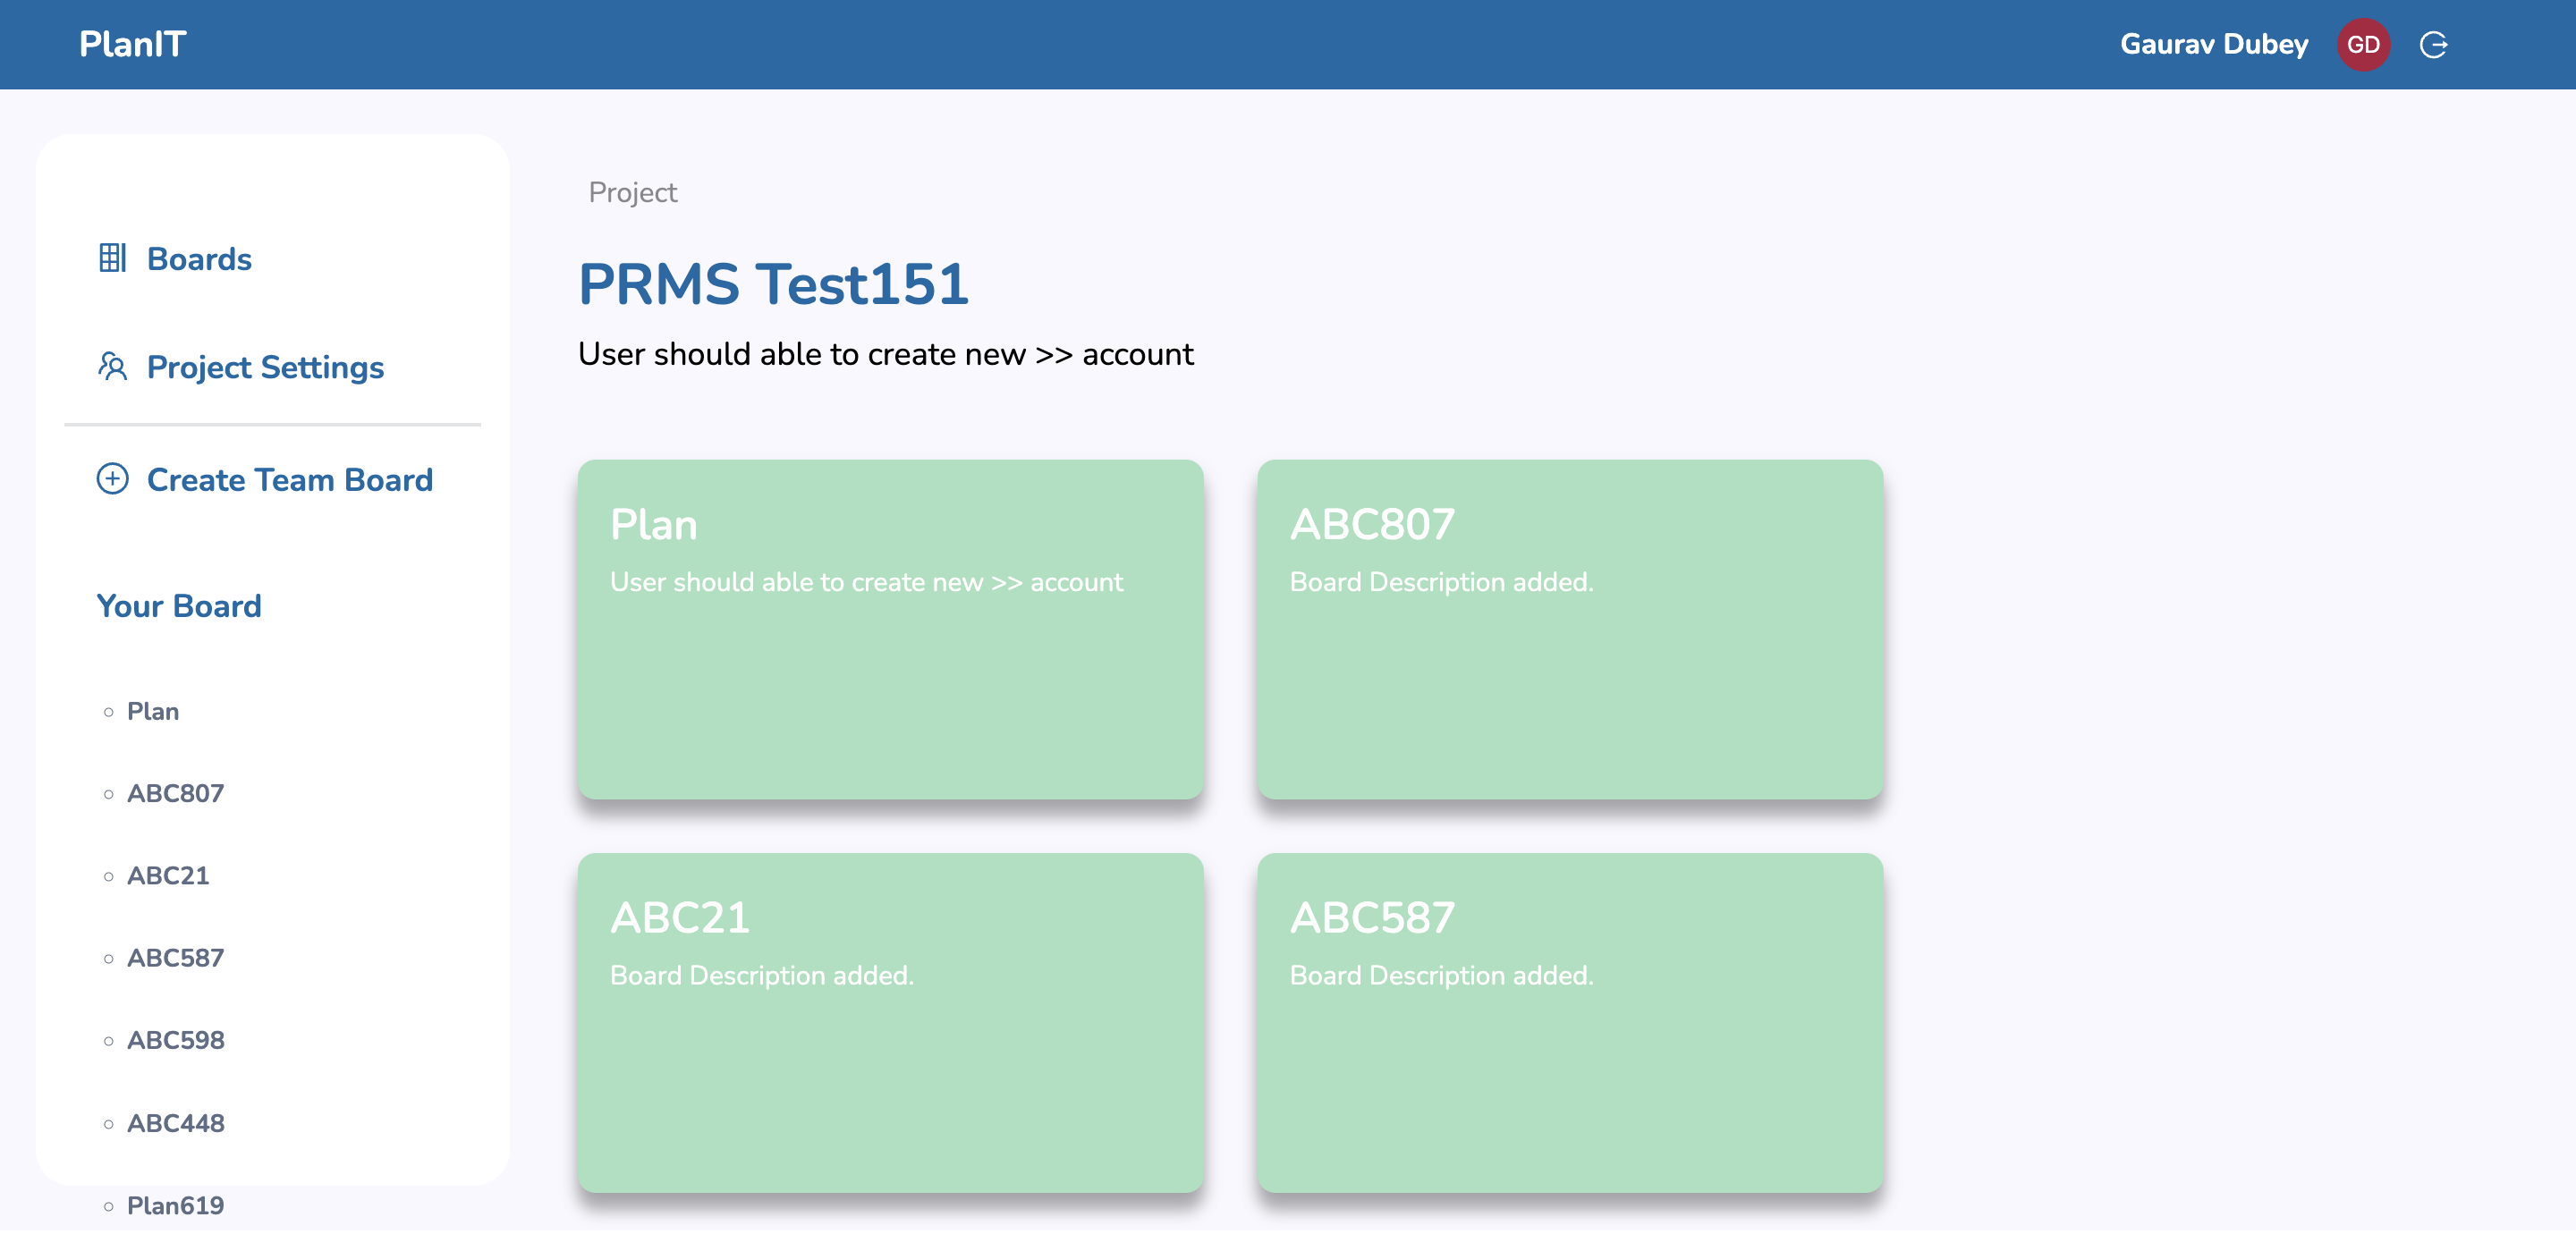 PlanIT
Gaurav Dubey
GD
Boards
Project Settings
Create Team Board
Your Board
Plan
ABC807
ABC21
ABC587
ABC598
ABC448
Plan619
Project
PRMS Test151
User should able to create new >> account
Plan
User should able to create new >> account
ABC807
Board Description added.
ABC21
Board Description added.
ABC587
Board Description added.